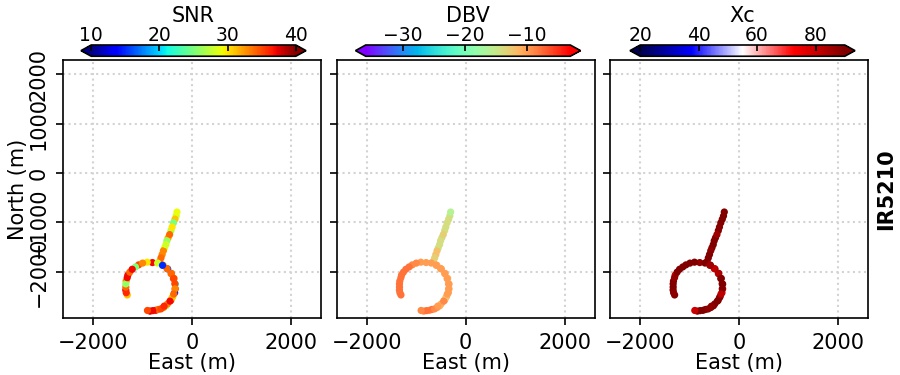 SNR DBV Xc
10 20 30 40 −30 −20 −10 20 40 60 80
North (m)
2000
1000
0
−1000
−2000
IR5210
−2000 0 2000 −2000 0 2000 −2000 0 2000
East (m) East (m) East (m)